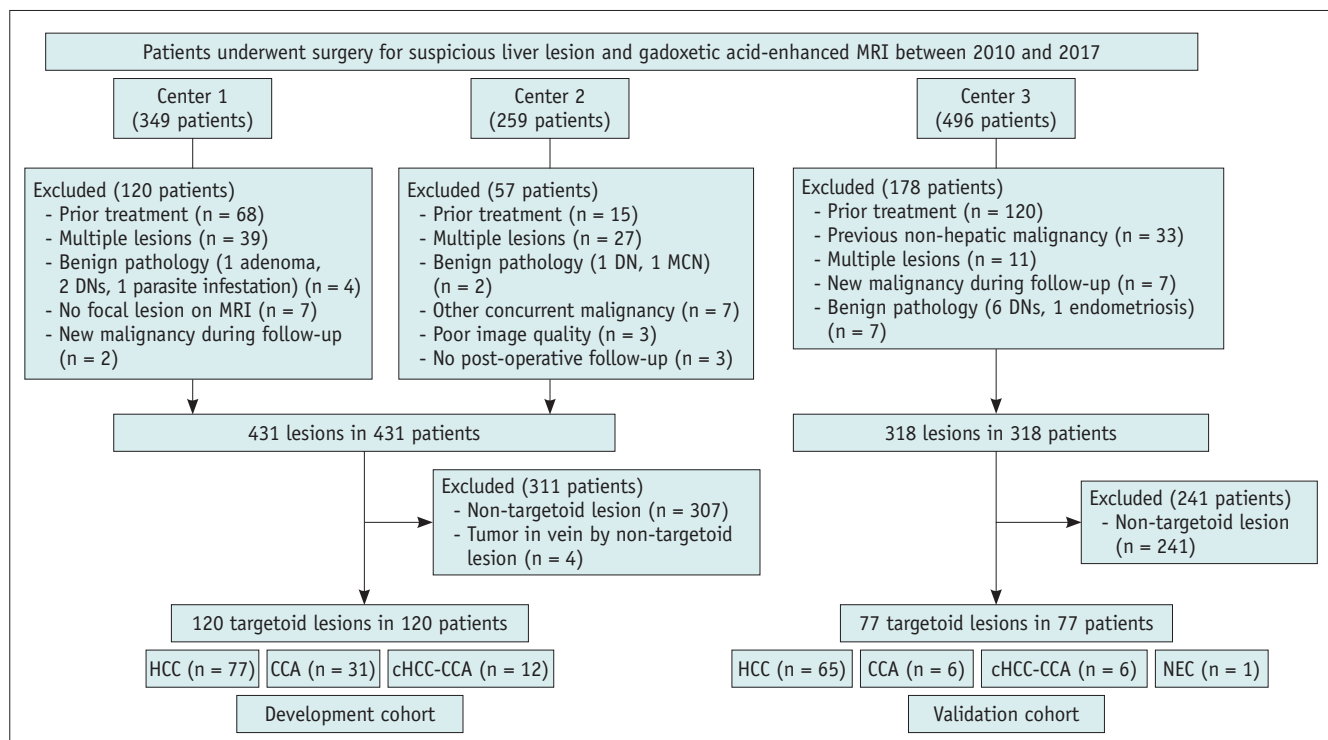 Patients underwent surgery for suspicious liver lesion and gadoxetic acid-enhanced MRI between 2010 and 2017
Center 1
(349 patients)
Center 2
(259 patients)
Center 3
(496 patients)
Excluded (120 patients)
- Prior treatment (n = 68)
- Multiple lesions (n = 39)
- Benign pathology (1 adenoma,
2 DNs, 1 parasite infestation) (n = 4)
- No focal lesion on MRI (n = 7)
- New malignancy during follow-up
(n = 2)
Excluded (57 patients)
- Prior treatment (n = 15)
- Multiple lesions (n = 27)
- Benign pathology (1 DN, 1 MCN)
(n = 2)
- Other concurrent malignancy (n = 7)
- Poor image quality (n = 3)
- No post-operative follow-up (n = 3)
Excluded (178 patients)
- Prior treatment (n = 120)
- Previous non-hepatic malignancy (n = 33)
- Multiple lesions (n = 11)
- New malignancy during follow-up (n = 7)
- Benign pathology (6 DNs, 1 endometriosis)
(n = 7)
431 lesions in 431 patients
318 lesions in 318 patients
Excluded (311 patients)
- Non-targetoid lesion (n = 307)
- Tumor in vein by non-targetoid
lesion (n = 4)
Excluded (241 patients)
- Non-targetoid lesion
(n = 241)
120 targetoid lesions in 120 patients
77 targetoid lesions in 77 patients
HCC (n = 77)
CCA (n = 31)
cHCC-CCA (n = 12)
HCC (n = 65)
CCA (n = 6)
cHCC-CCA (n = 6)
NEC (n = 1)
Development cohort
Validation cohort